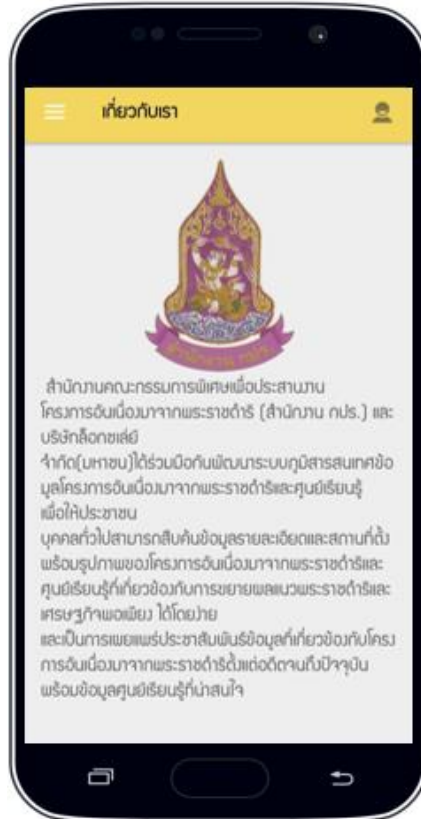 เกี่ยวกับเรา
สำนักงาน กปร.
สำนักงานคณะกรรมการพิเศษเพื่อประสานงาน
โครงการอันเนื่องมาจากพระราชดำริ (สำนักงาน กปร.) และ
บริษัทล็อกซเล่ย์
จำกัด(มหาชน)ได้ร่วมมือกันพัฒนาระบบภูมิสารสนเทศข้อ
มูลโครงการอันเนื่องมาจากพระราชดำริและศูนย์เรียนรู้
เพื่อให้ประชาชน
บุคคลทั่วไปสามารถสืบค้นข้อมูลรายละเอียดและสถานที่ตั้ง
พร้อมรูปภาพของโครงการอันเนื่องมาจากพระราชดำริและ
ศูนย์เรียนรู้ที่เกี่ยวข้องกับการขยายผลแนวพระราชดำริและ
เศรษฐกิจพอเพียง ได้โดยง่าย
และเป็นการเผยแพร่ประชาสัมพันธ์ข้อมูลที่เกี่ยวข้องกับโครง
การอันเนื่องมาจากพระราชดำริตั้งแต่อดีตจนถึงปัจจุบัน
พร้อมข้อมูลศูนย์เรียนรู้ที่น่าสนใจ